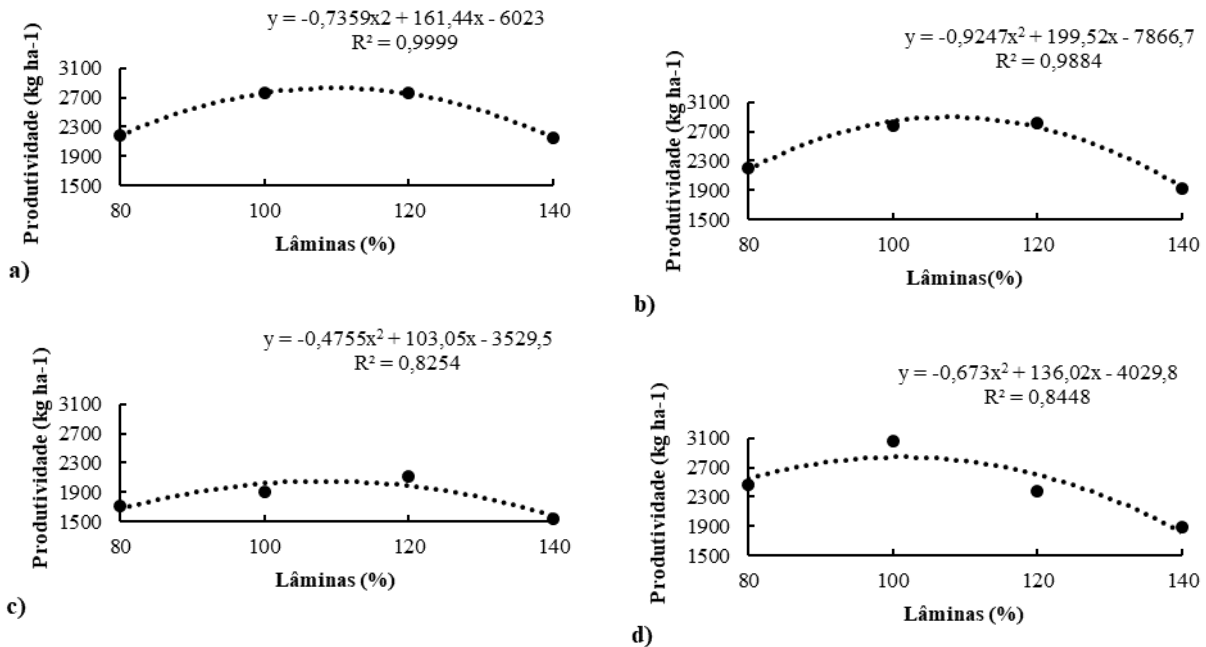 y = -0,7359x2 + 161,44x - 6023
R² = 0,9999
Produtividade (kg ha-1)
3100
2700
2300
1900
1500
80
100
120
140
Lâminas (%)
a)
y = -0,9247x² + 199,52x - 7866,7
R² = 0,9884
Produtividade (kg ha-1)
3100
2700
2300
1900
1500
80
100
120
140
Lâminas(%)
b)
y = -0,4755x² + 103,05x - 3529,5
R² = 0,8254
Produtividade (kg ha-1)
3100
2700
2300
1900
1500
80
100
120
140
Lâminas (%)
c)
y = -0,673x² + 136,02x - 4029,8
R² = 0,8448
Produtividade (kg ha-1)
3100
2700
2300
1900
1500
80
100
120
140
Lâminas (%)
d)